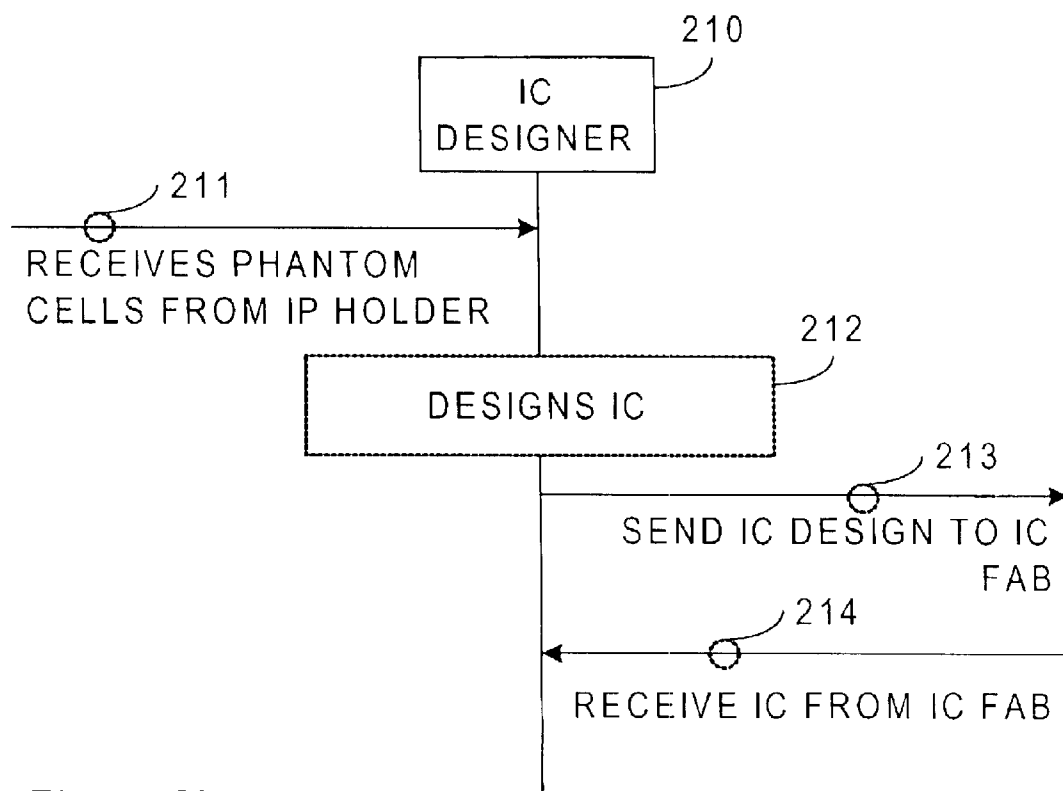 210
IC
DESIGNER
211
RECEIVES PHANTOM
CELLS FROM IP HOLDER
212
DESIGNS IC
213
SEND IC DESIGN TO IC
FAB
214
RECEIVE IC FROM IC FAB